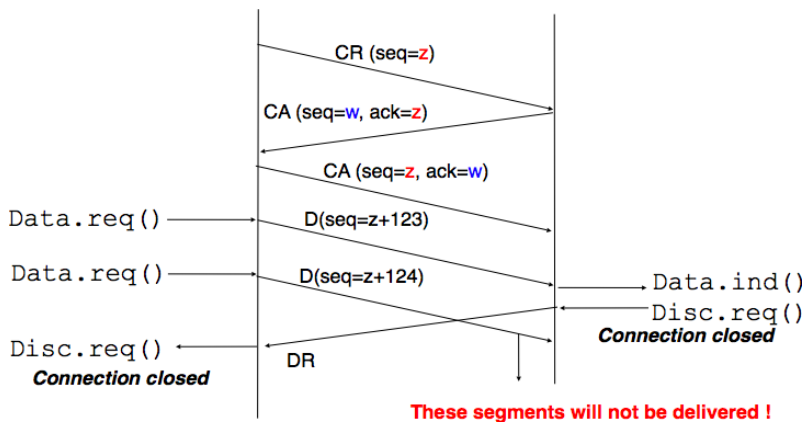 CR (seq=z)
CA (seq=w, ack=z)
CA (seq=z, ack=w)
Data.req()
D(seq=z+123)
Data.req()
D(seq=z+124)
Data.ind()
Disc.req()
Connection closed
Disc.req()
DR
Connection closed
These segments will not be delivered !